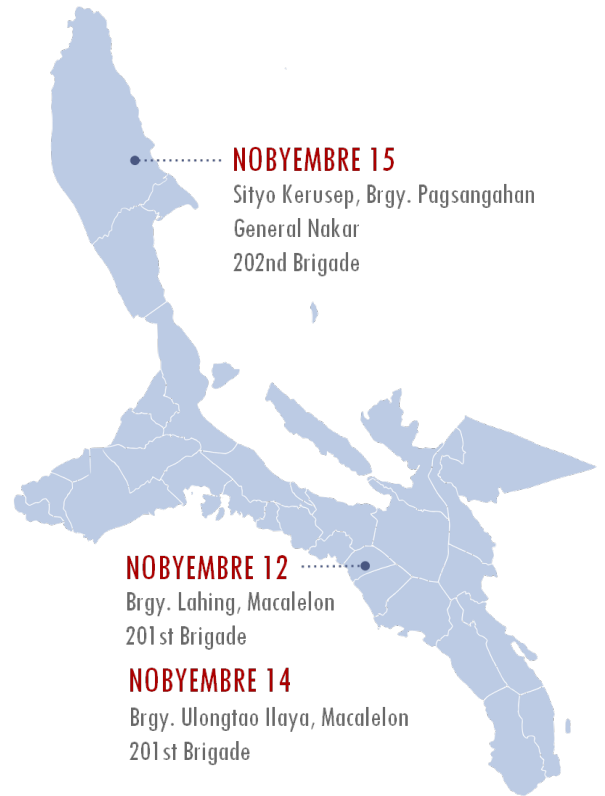 NOBYEMBRE 15
Sityo Kerusep, Brgy. Pagsangahan
General Nakar
202nd Brigade
NOBYEMBRE 12
Brgy. Lahing, Macalelon
201st Brigade
NOBYEMBRE 14
Brgy. Ulongtao Ilaya, Macalelon
201st Brigade